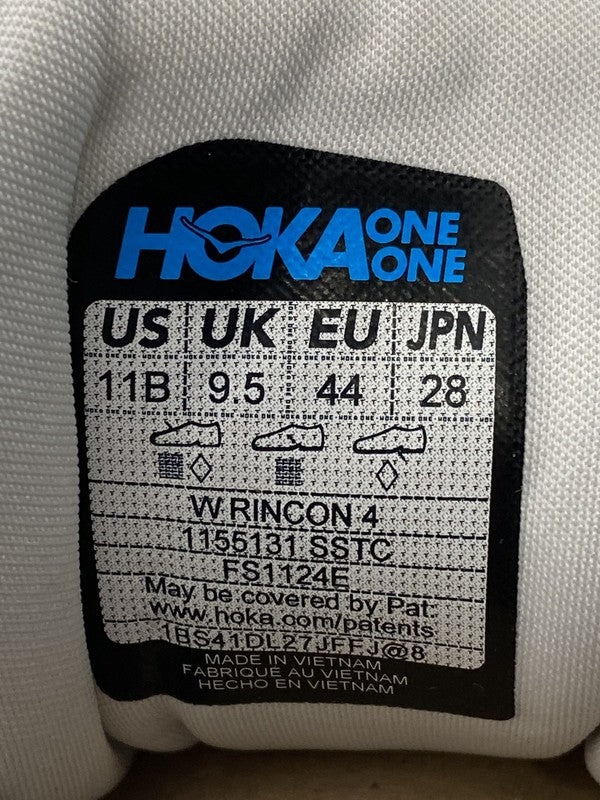 HOKA ONE ONE
US UK EU JPN
11B 9.5 44 28
W RINCON 4
1155131 SSTC
FS1124E
May be covered by Pat:
www.hoka.com/patents
1BS41DL27JFFJ@8
MADE IN VIETNAM
FABRIQUÉ AU VIETNAM
HECHO EN VIETNAM